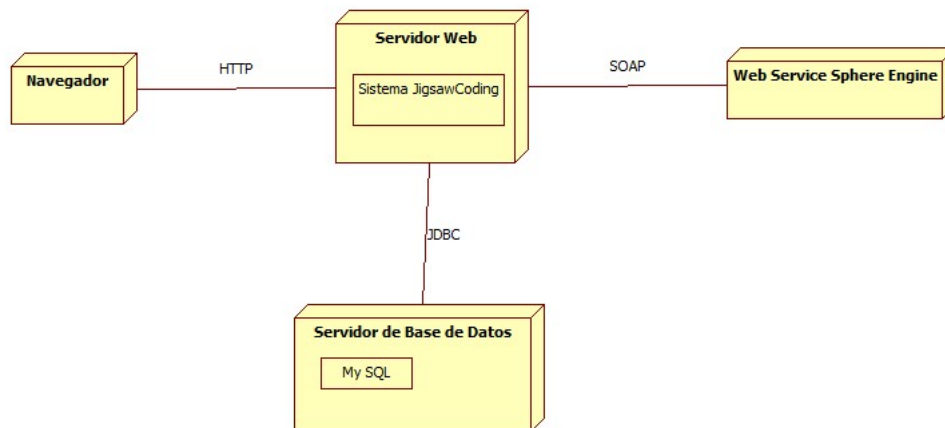 Servidor Web
Navegador
HTTP
Sistema JigsawCoding
SOAP
Web Service Sphere Engine
JDBC
Servidor de Base de Datos
My SQL